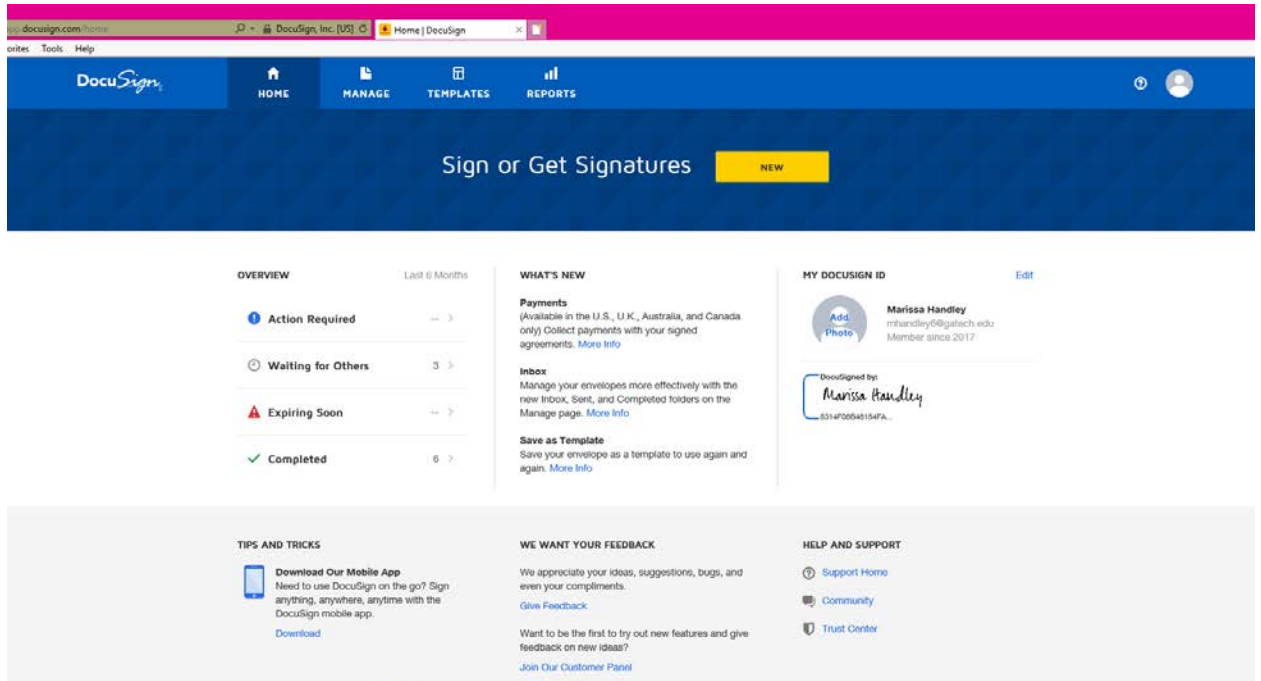 app.docusign.com/home
DocuSign, Inc. [US]
Home | DocuSign
orites Tools Help
DocuSign
HOME
MANAGE
TEMPLATES
REPORTS
Sign or Get Signatures
NEW
OVERVIEW
Last 6 Months
Action Required -- >
Waiting for Others 3 >
Expiring Soon -- >
Completed 6 >
WHAT'S NEW
Payments
(Available in the U.S., U.K., Australia, and Canada
only) Collect payments with your signed
agreements. More Info
Inbox
Manage your envelopes more effectively with the
new Inbox, Sent, and Completed folders on the
Manage page. More Info
Save as Template
Save your envelope as a template to use again and
again. More Info
MY DOCUSIGN ID
Edit
Add
Photo
Marissa Handley
mhandley6@gatech.edu
Member since 2017
DocuSigned by:
Marissa Handley
TIPS AND TRICKS
Download Our Mobile App
Need to use DocuSign on the go? Sign
anything, anywhere, anytime with the
DocuSign mobile app.
Download
WE WANT YOUR FEEDBACK
We appreciate your ideas, suggestions, bugs, and
even your compliments.
Give Feedback
Want to be the first to try out new features and give
feedback on new ideas?
Join Our Customer Panel
HELP AND SUPPORT
Support Home
Community
Trust Center